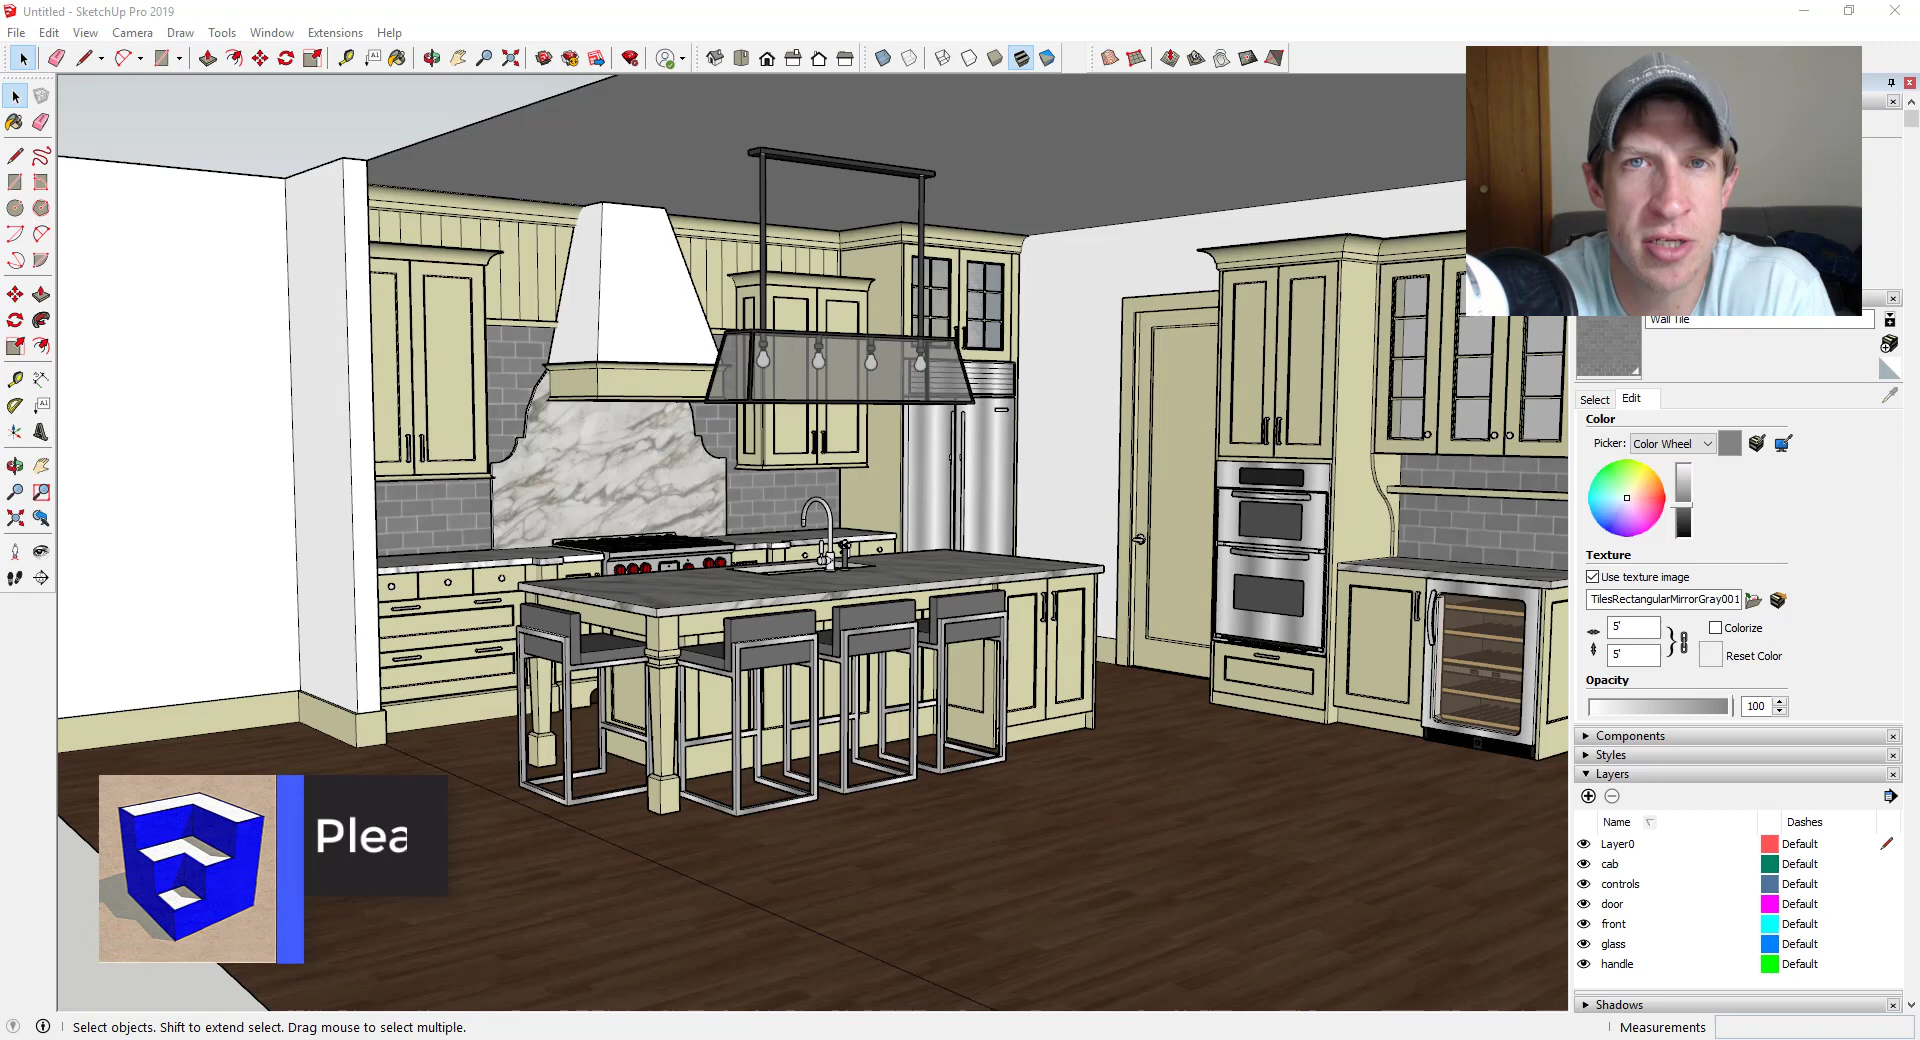 Untitled - SketchUp Pro 2019
File Edit View Camera Draw Tools Window Extensions Help
Wall Tile
Select Edit
Color
Picker: Color Wheel
Texture
Use texture image
TilesRectangularMirrorGray001
5'
Colorize
5'
Reset Color
Opacity
100
Components
Styles
Layers
Name Dashes
Layer0 Default
cab Default
controls Default
door Default
front Default
glass Default
handle Default
Shadows
Plea
Select objects. Shift to extend select. Drag mouse to select multiple.
Measurements